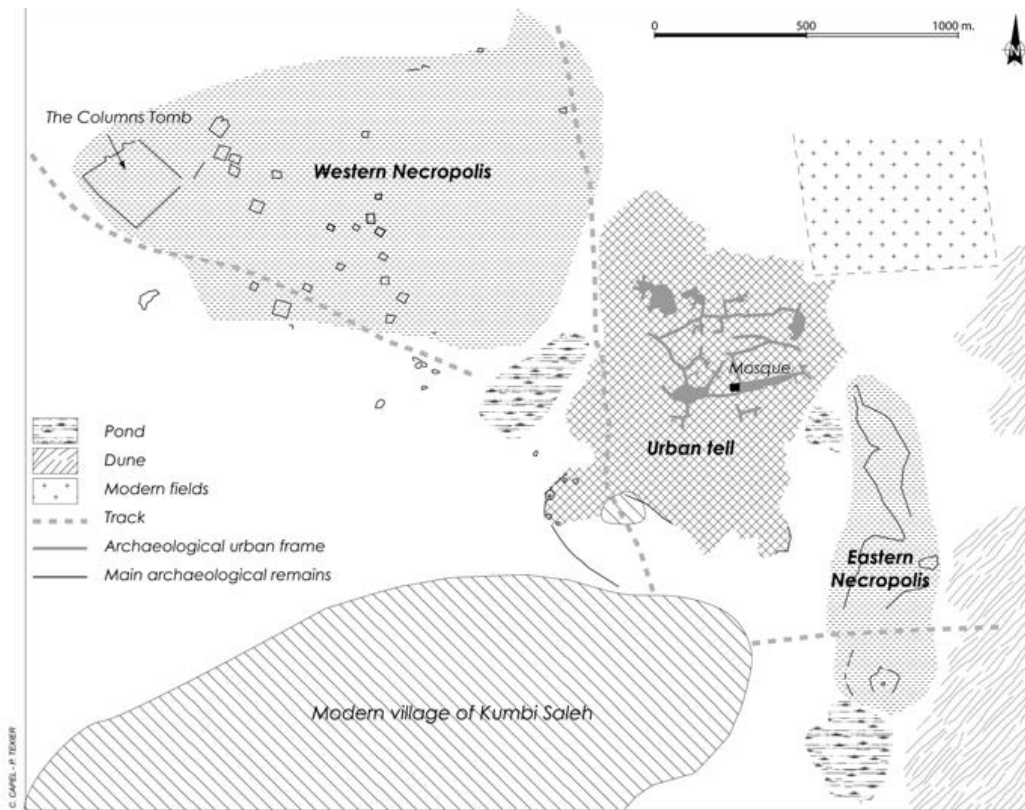 0 500 1000 m.
N
The Columns Tomb
Western Necropolis
Mosque
Urban tell
Pond
Dune
Modern fields
Track
Archaeological urban frame
Main archaeological remains
Eastern
Necropolis
Modern village of Kumbi Saleh
C. CAPEL - P. TEXIER